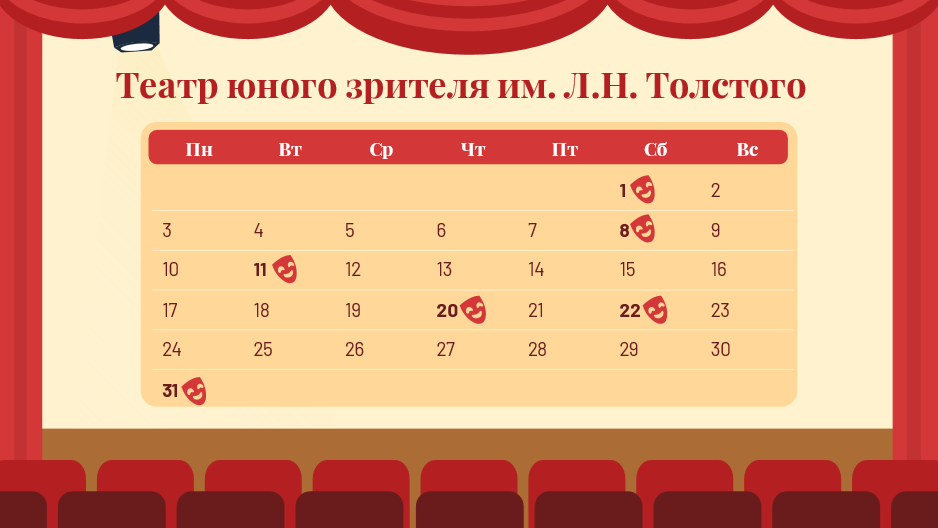 Театр юного зрителя им. Л.Н. Толстого
Пн Вт Ср Чт Пт Сб Вс
1 2
3 4 5 6 7 8 9
10 11 12 13 14 15 16
17 18 19 20 21 22 23
24 25 26 27 28 29 30
31